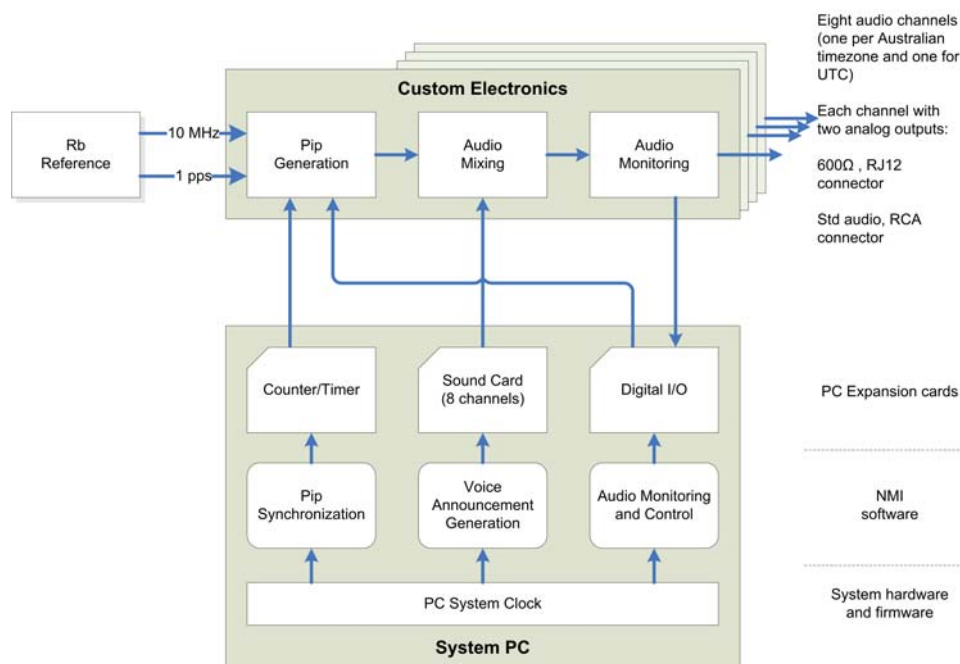 Eight audio channels
(one per Australian
timezone and one for
UTC)
Each channel with
two analog outputs:
600Ω , RJ12
connector
Std audio, RCA
connector
Custom Electronics
Rb
Reference
10 MHz
1 pps
Pip
Generation
Audio
Mixing
Audio
Monitoring
Counter/Timer
Sound Card
(8 channels)
Digital I/O
PC Expansion cards
Pip
Synchronization
Voice
Announcement
Generation
Audio Monitoring
and Control
NMI
software
PC System Clock
System hardware
and firmware
System PC